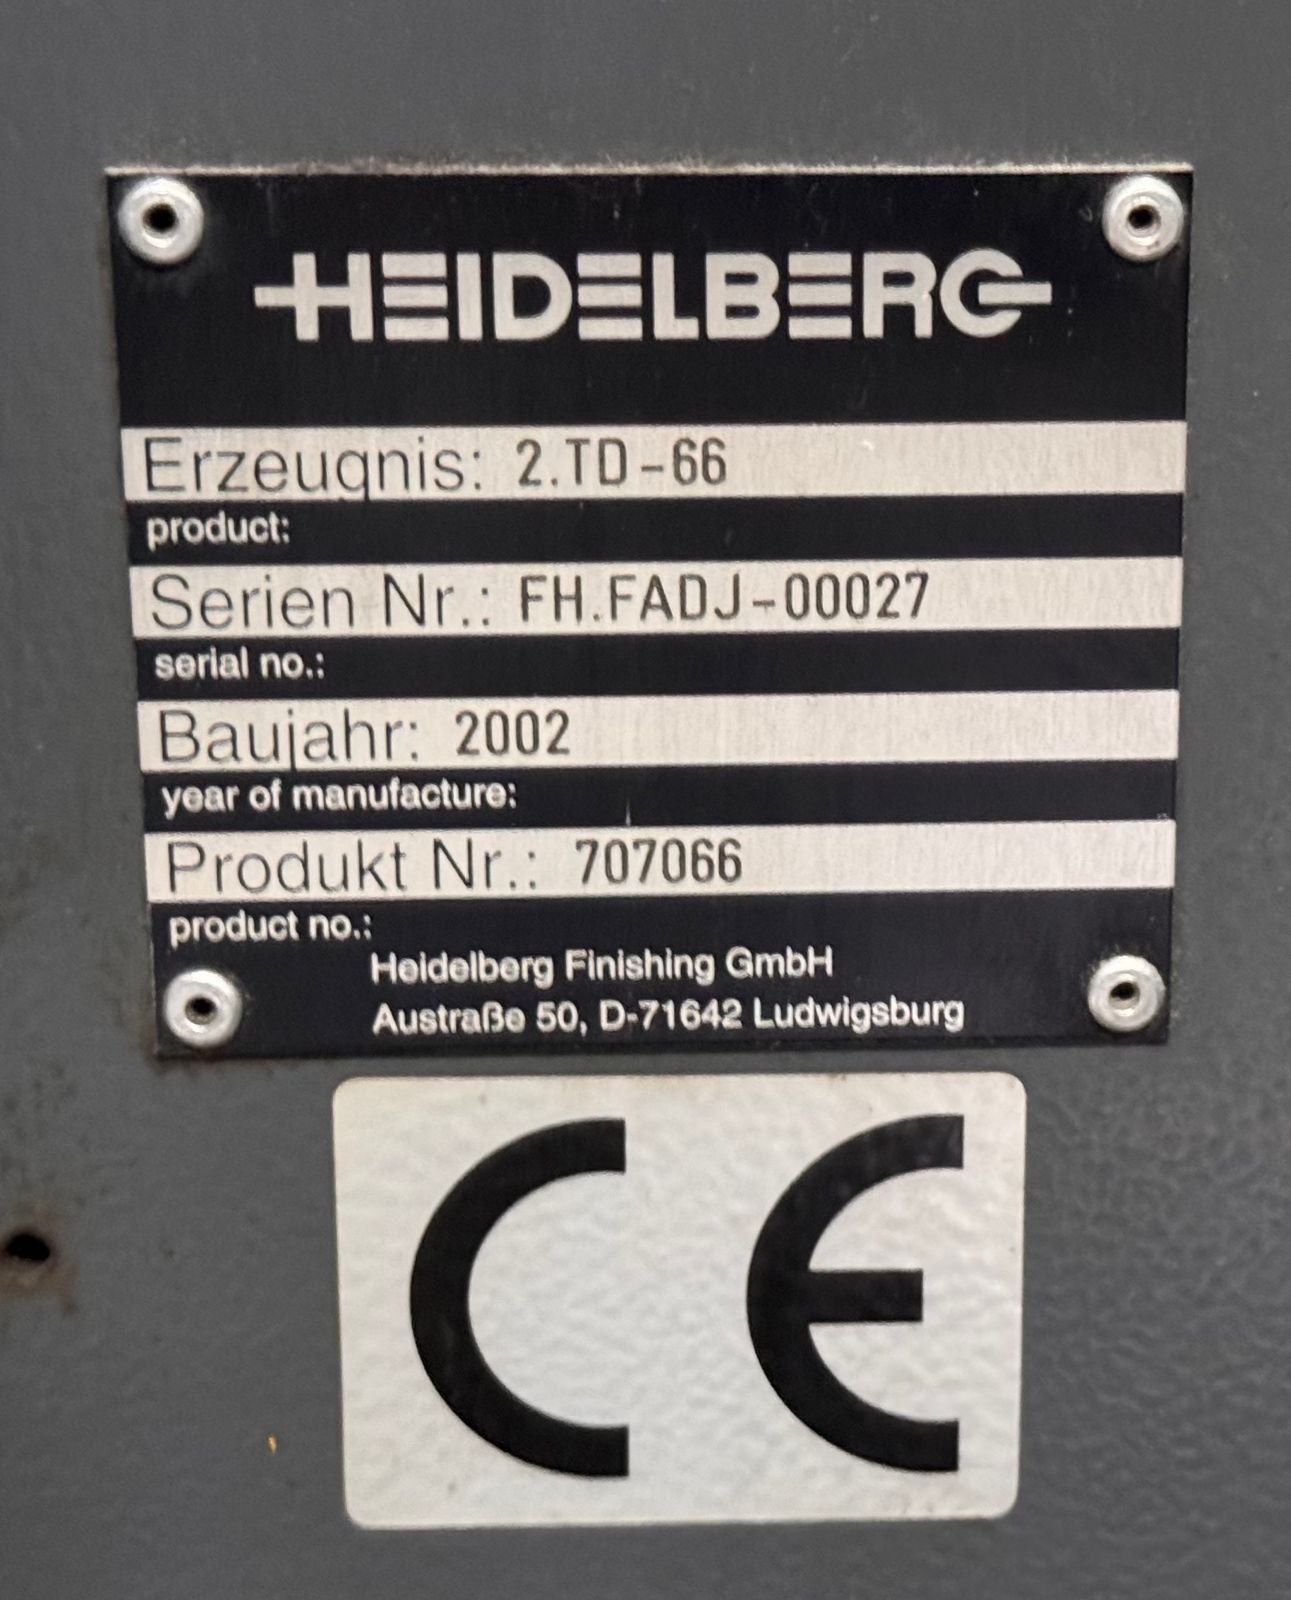 HEIDELBERG
Erzeugnis: 2.TD-66
product:
Serien Nr.: FH.FADJ-00027
serial no.:
Baujahr: 2002
year of manufacture:
Produkt Nr.: 707066
product no.:
Heidelberg Finishing GmbH
Austraße 50, D-71642 Ludwigsburg
CE